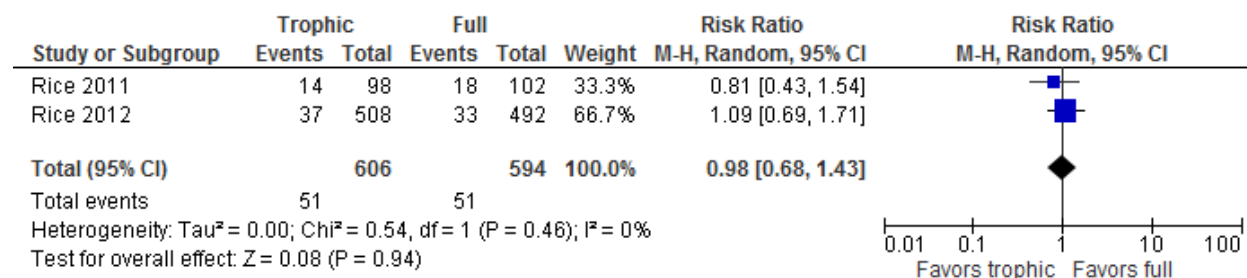 Trophic Full Risk Ratio Risk Ratio
Study or Subgroup Events Total Events Total Weight M-H, Random, 95% CI M-H, Random, 95% CI
Rice 2011 14 98 18 102 33.3% 0.81 [0.43, 1.54]
Rice 2012 37 508 33 492 66.7% 1.09 [0.69, 1.71]
Total (95% CI) 606 594 100.0% 0.98 [0.68, 1.43]
Total events 51 51
Heterogeneity: Tau² = 0.00; Chi² = 0.54, df = 1 (P = 0.46); I² = 0%
Test for overall effect: Z = 0.08 (P = 0.94)
0.01 0.1 1 10 100
Favors trophic Favors full